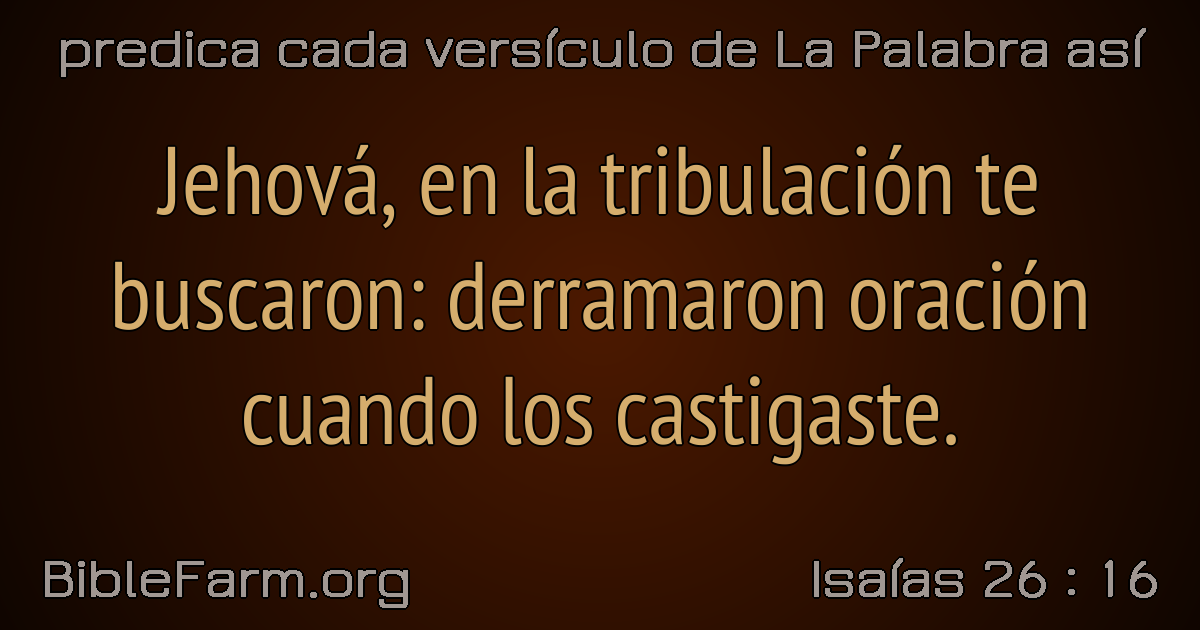 predica cada versículo de La Palabra así
Jehová, en la tribulación te
buscaron: derramaron oración
cuando los castigaste.
BibleFarm.org
Isaías 26 : 16